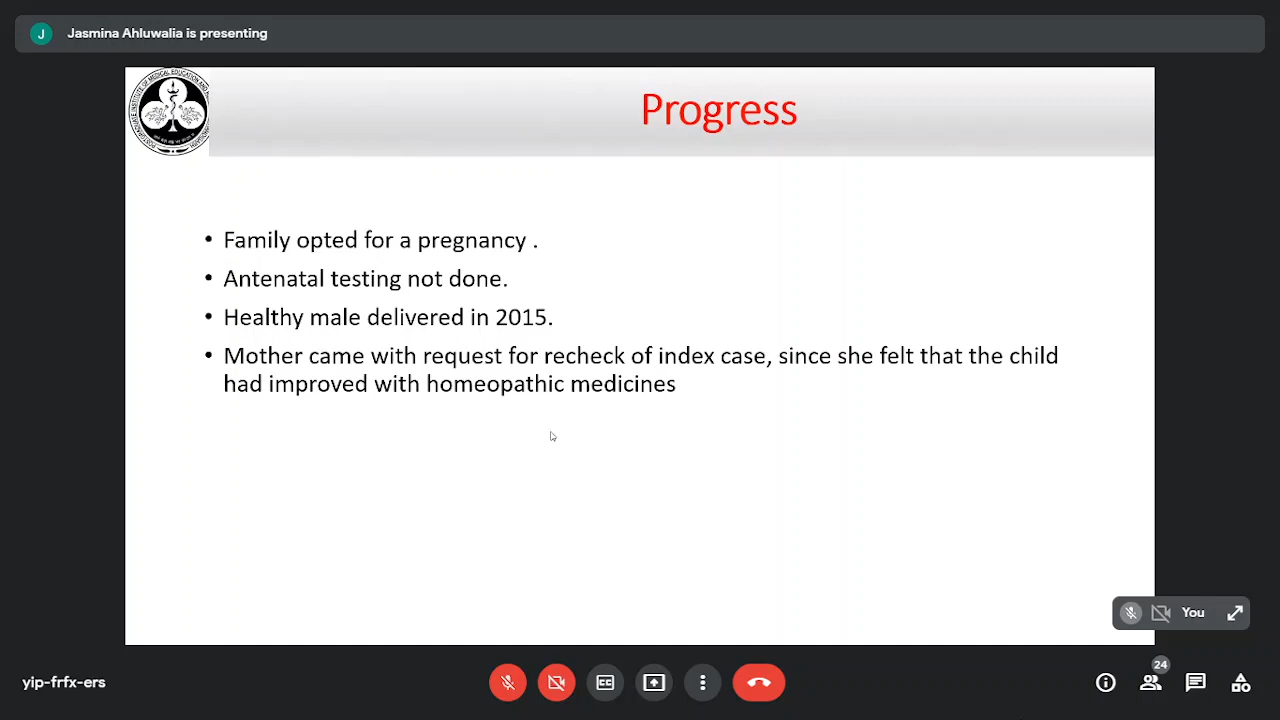 J
Jasmina Ahluwalia is presenting
Progress
• Family opted for a pregnancy .
• Antenatal testing not done.
• Healthy male delivered in 2015.
• Mother came with request for recheck of index case, since she felt that the child
had improved with homeopathic medicines
You
yip-frfx-ers
CC
24